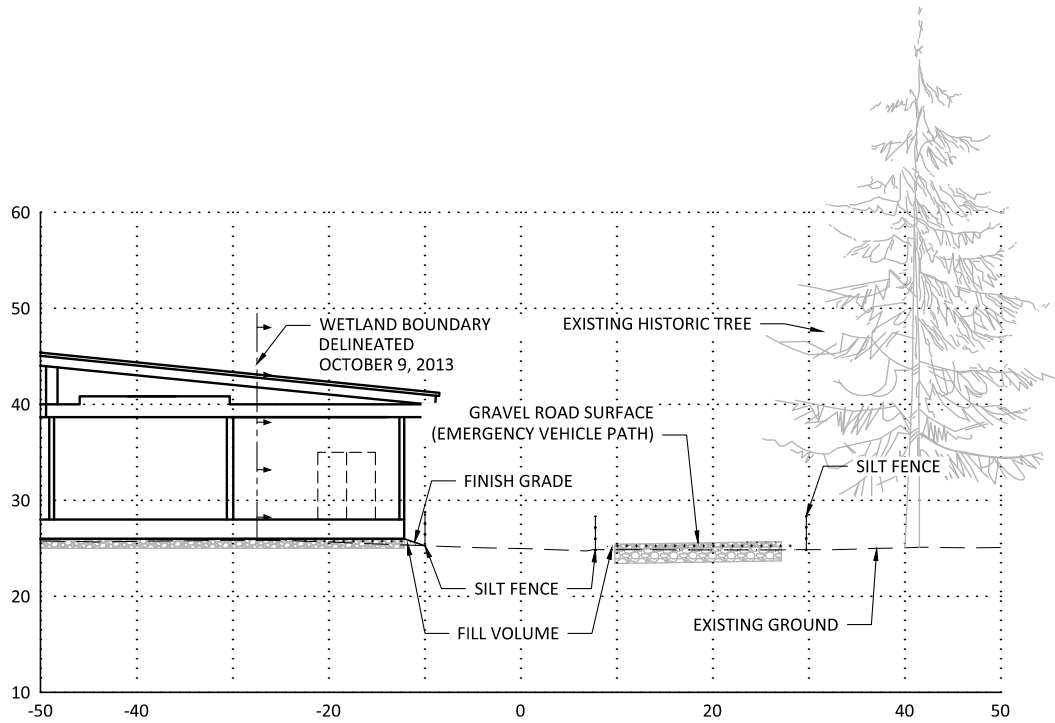 60
50
WETLAND BOUNDARY
DELINEATED
OCTOBER 9, 2013
EXISTING HISTORIC TREE
40
GRAVEL ROAD SURFACE
(EMERGENCY VEHICLE PATH)
SILT FENCE
FINISH GRADE
30
SILT FENCE
20
FILL VOLUME
EXISTING GROUND
10
-50 -40 -20 0 20 40 50